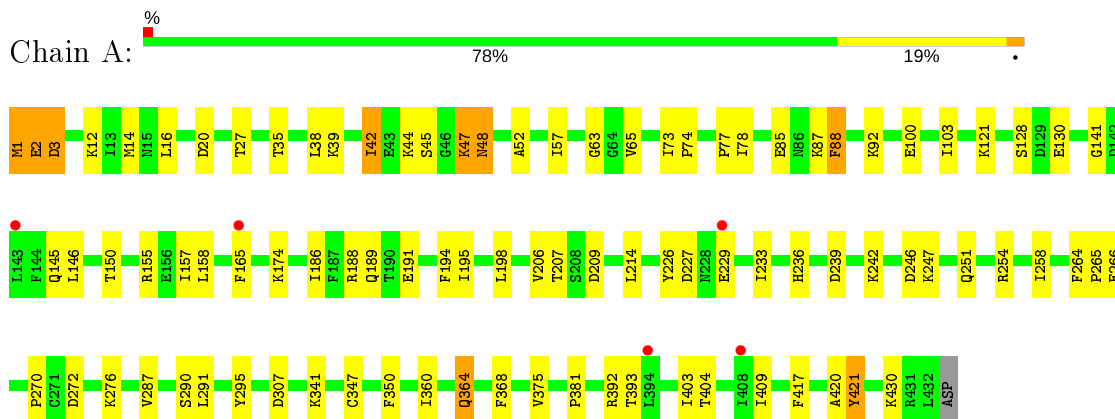 %
Chain A:
78% 19% •
M1 E2 D3 K12 I13 M14 N15 L16 D20 T27 T35 L38 K39 I42 E43 K44 S45 G46 K47 N48 A52 I57 G63 G64 V65 I73 P74 P77 I78 E85 N86 K87 F88 K92 E100 I103 K121 S128 D129 E130 G141 D142
L143 F144 Q145 L146 T150 R155 E156 I157 L158 F165 K174 I186 F187 R188 Q189 T190 E191 F194 I195 L198 V206 T207 S208 D209 L214 Y226 D227 N228 E229 I233 H236 D239 K242 D246 K247 Q251 R254 I258 F264 P265
P270 C271 D272 K276 V287 S290 L291 Y295 D307 K341 C347 F350 I360 Q364 F368 V375 P381 R392 T393 L394 I403 T404 I408 I409 F417 A420 Y421 K430 R431 L432 ASP